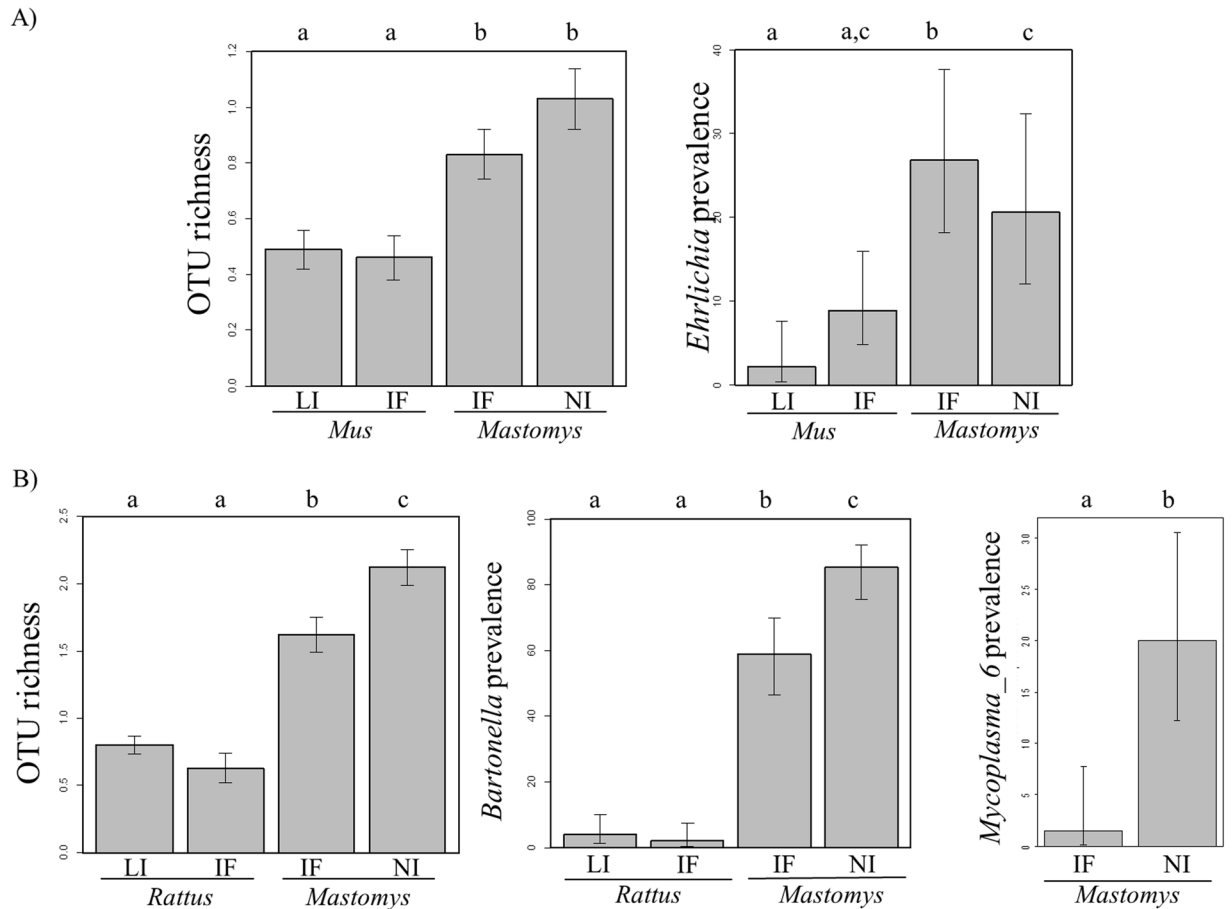 A)
a a b b
OTU richness
1.2
1.0
0.8
0.6
0.4
0.2
0.0
LI IF IF NI
Mus Mastomys
a a,c b c
Ehrlichia prevalence
40
30
20
10
0
LI IF IF NI
Mus Mastomys
B)
a a b c
OTU richness
2.5
2.0
1.5
1.0
0.5
0.0
LI IF IF NI
Rattus Mastomys
a a b c
Bartonella prevalence
100
80
60
40
20
0
LI IF IF NI
Rattus Mastomys
a b
Mycoplasma_6 prevalence
30
25
20
15
10
5
0
IF NI
Mastomys